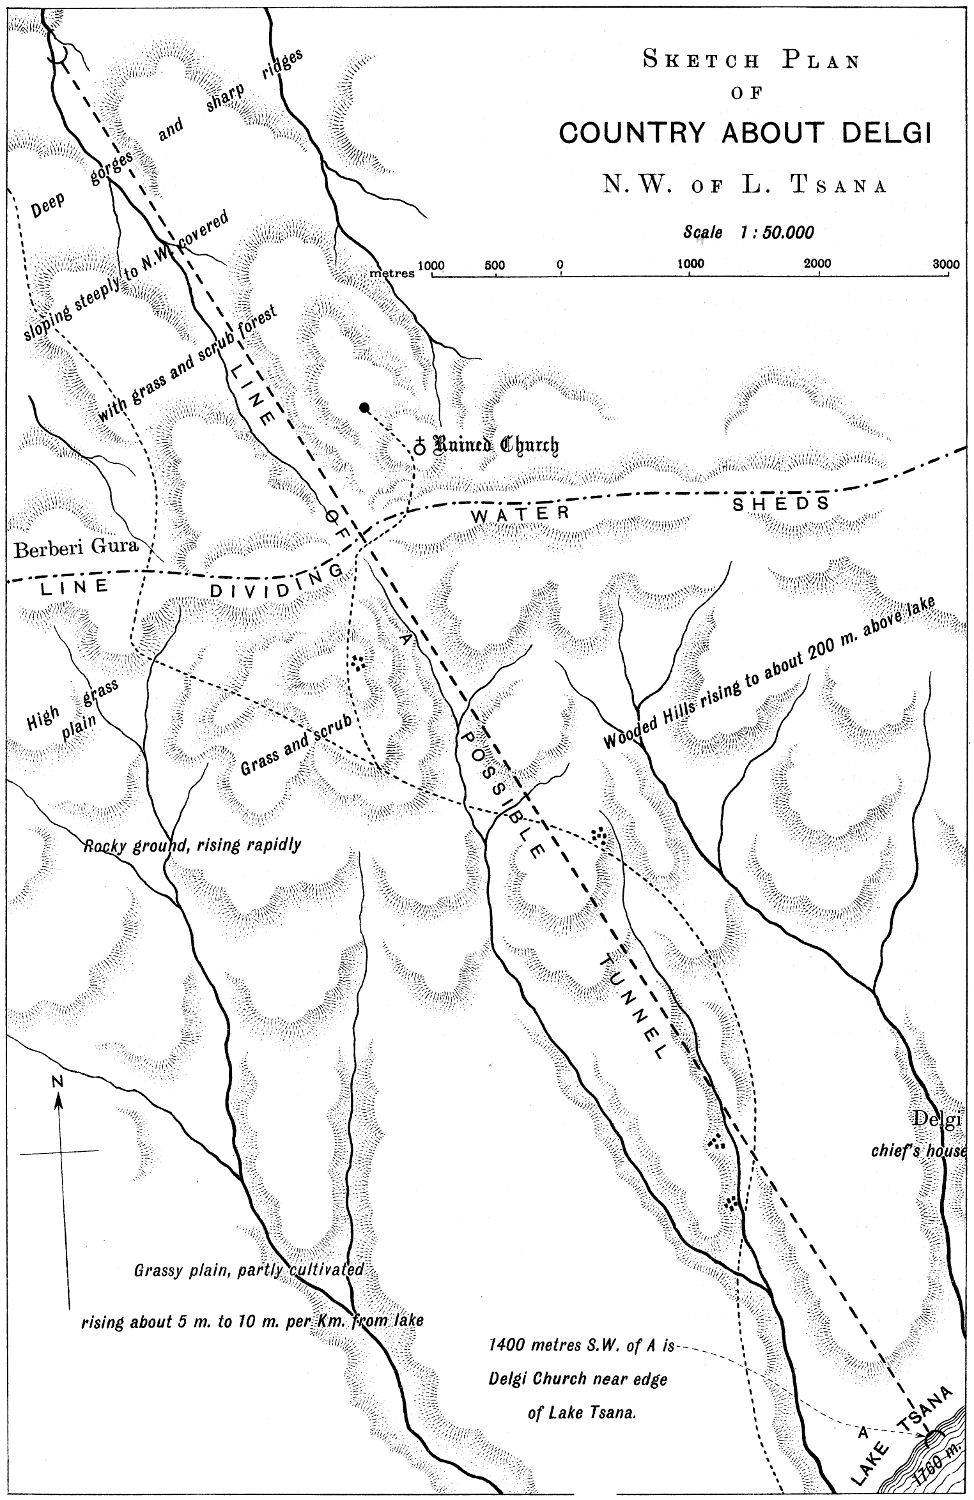 SKETCH PLAN
OF
COUNTRY ABOUT DELGI
N.W. OF L. TSANA
Scale 1 : 50.000
metres 1000 500 0 1000 2000 3000
Deep gorges and sharp ridges
sloping steeply to N.W. covered
with grass and scrub forest
Ruined Church
LINE OF A POSSIBLE TUNNEL
Berberi Gura
LINE DIVIDING WATER SHEDS
High grass
plain
Grass and scrub
Wooded Hills rising to about 200 m. above lake
Rocky ground, rising rapidly
N
Delgi
chief's house
Grassy plain, partly cultivated
rising about 5 m. to 10 m. per Km. from lake
1400 metres S.W. of A is
Delgi Church near edge
of Lake Tsana.
A
LAKE TSANA
1760 m.